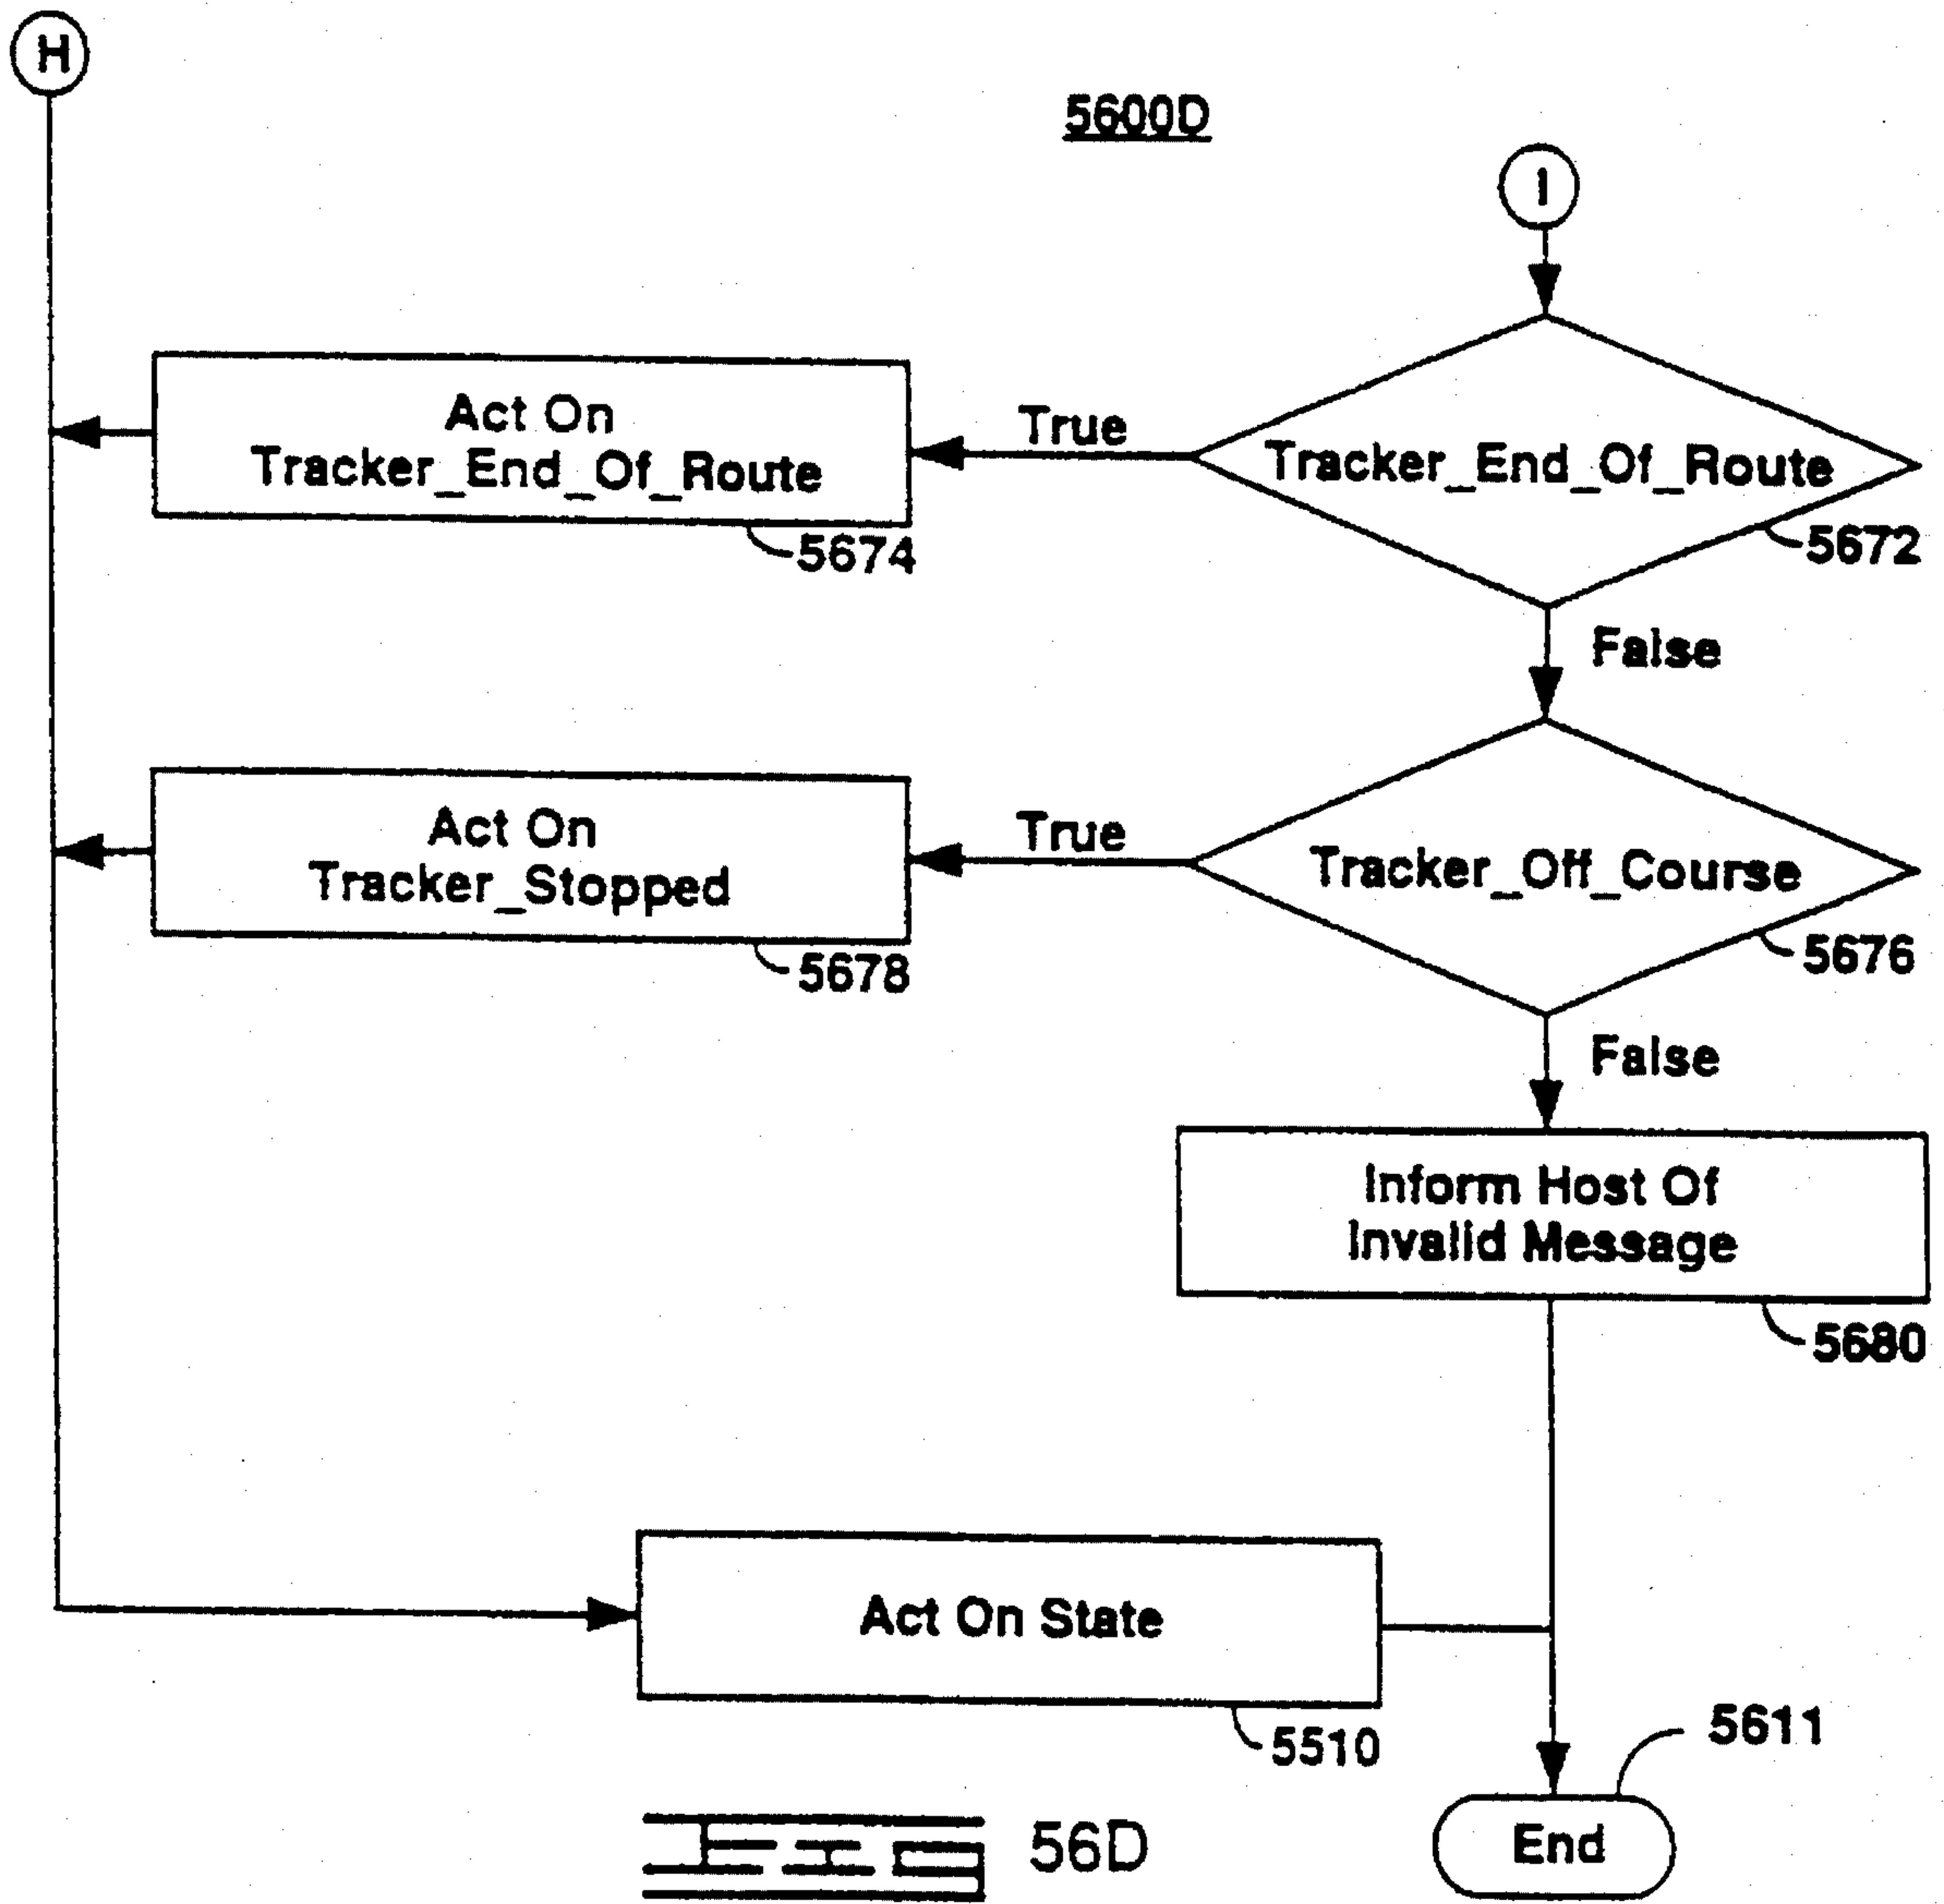 H
5600D
I
Act On
Tracker_End_Of_Route
5674
True
Tracker_End_Of_Route
5672
False
Act On
Tracker_Stopped
5678
True
Tracker_Off_Course
5676
False
Inform Host Of
Invalid Message
5680
Act On State
5510
5611
End
FIG 56D